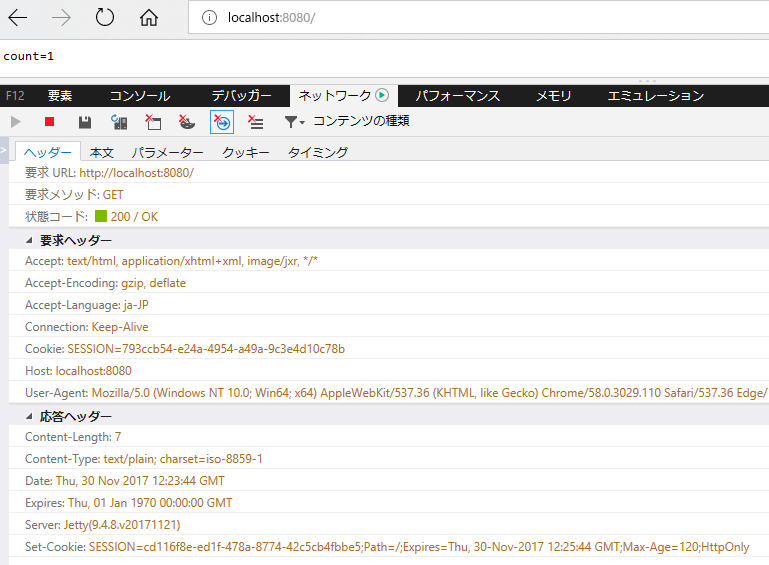 localhost:8080/
count=1
F12 要素 コンソール デバッガー ネットワーク パフォーマンス メモリ エミュレーション
コンテンツの種類
ヘッダー 本文 パラメーター クッキー タイミング
要求 URL: http://localhost:8080/
要求メソッド: GET
状態コード: 200 / OK
要求ヘッダー
Accept: text/html, application/xhtml+xml, image/jxr, */*
Accept-Encoding: gzip, deflate
Accept-Language: ja-JP
Connection: Keep-Alive
Cookie: SESSION=793ccb54-e24a-4954-a49a-9c3e4d10c78b
Host: localhost:8080
User-Agent: Mozilla/5.0 (Windows NT 10.0; Win64; x64) AppleWebKit/537.36 (KHTML, like Gecko) Chrome/58.0.3029.110 Safari/537.36 Edge/
応答ヘッダー
Content-Length: 7
Content-Type: text/plain; charset=iso-8859-1
Date: Thu, 30 Nov 2017 12:23:44 GMT
Expires: Thu, 01 Jan 1970 00:00:00 GMT
Server: Jetty(9.4.8.v20171121)
Set-Cookie: SESSION=cd116f8e-ed1f-478a-8774-42c5cb4fbbe5;Path=/;Expires=Thu, 30-Nov-2017 12:25:44 GMT;Max-Age=120;HttpOnly